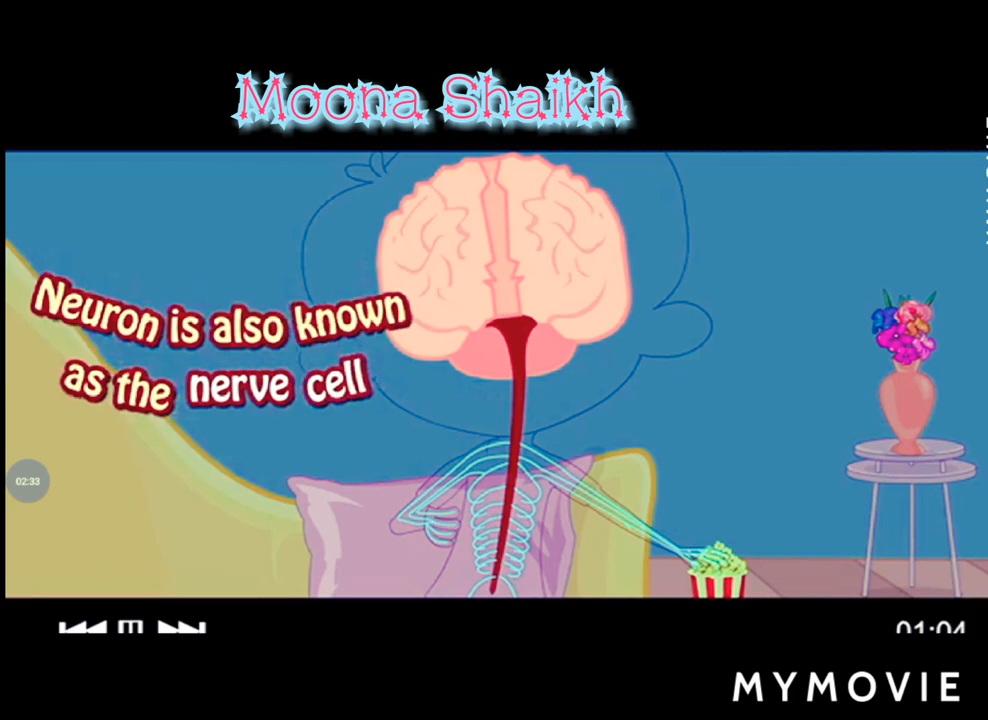 Moona Shaikh
Neuron is also known
as the nerve cell
02:33
01:04
MYMOVIE